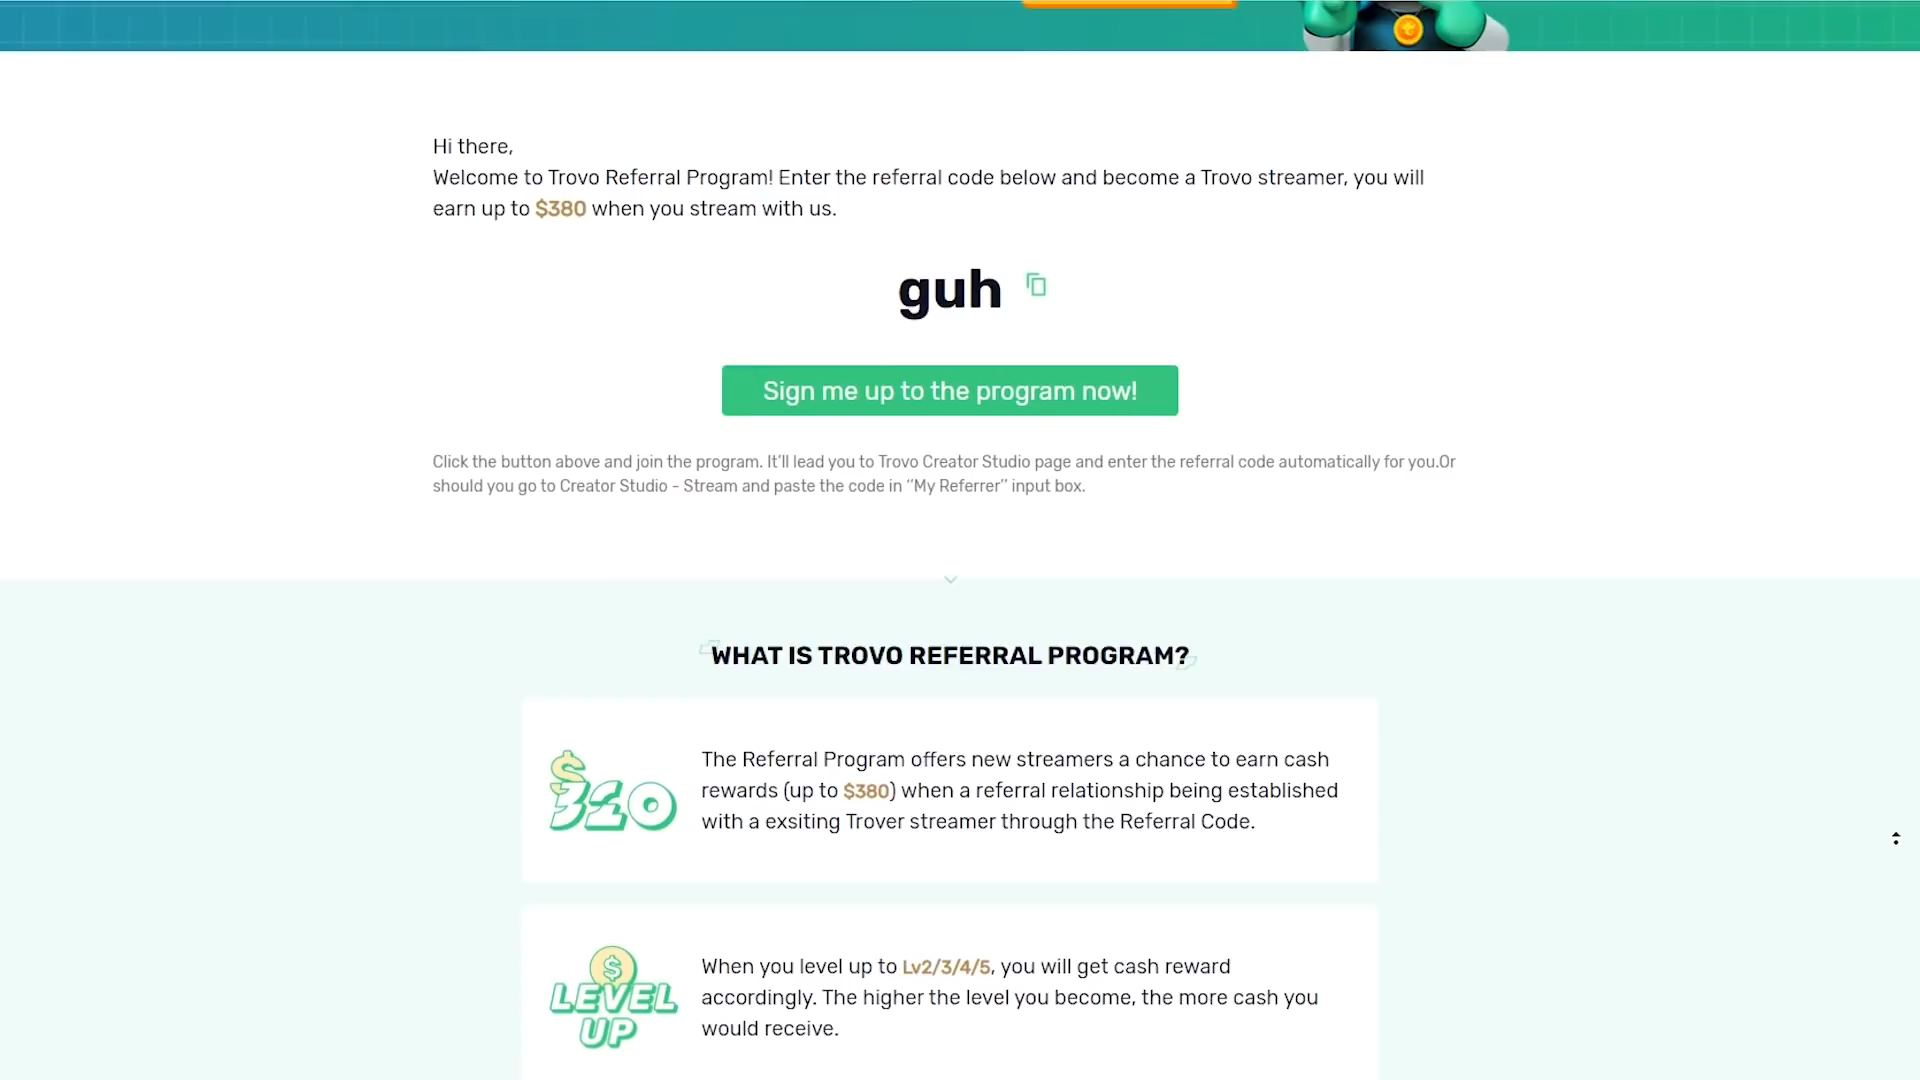 Hi there,
Welcome to Trovo Referral Program! Enter the referral code below and become a Trovo streamer, you will
earn up to $380 when you stream with us.
guh
Sign me up to the program now!
Click the button above and join the program. It'll lead you to Trovo Creator Studio page and enter the referral code automatically for you.Or
should you go to Creator Studio - Stream and paste the code in ‘’My Referrer’’ input box.
WHAT IS TROVO REFERRAL PROGRAM?
$
320
The Referral Program offers new streamers a chance to earn cash
rewards (up to $380) when a referral relationship being established
with a exsiting Trover streamer through the Referral Code.
$
LEVEL
UP
When you level up to Lv2/3/4/5, you will get cash reward
accordingly. The higher the level you become, the more cash you
would receive.